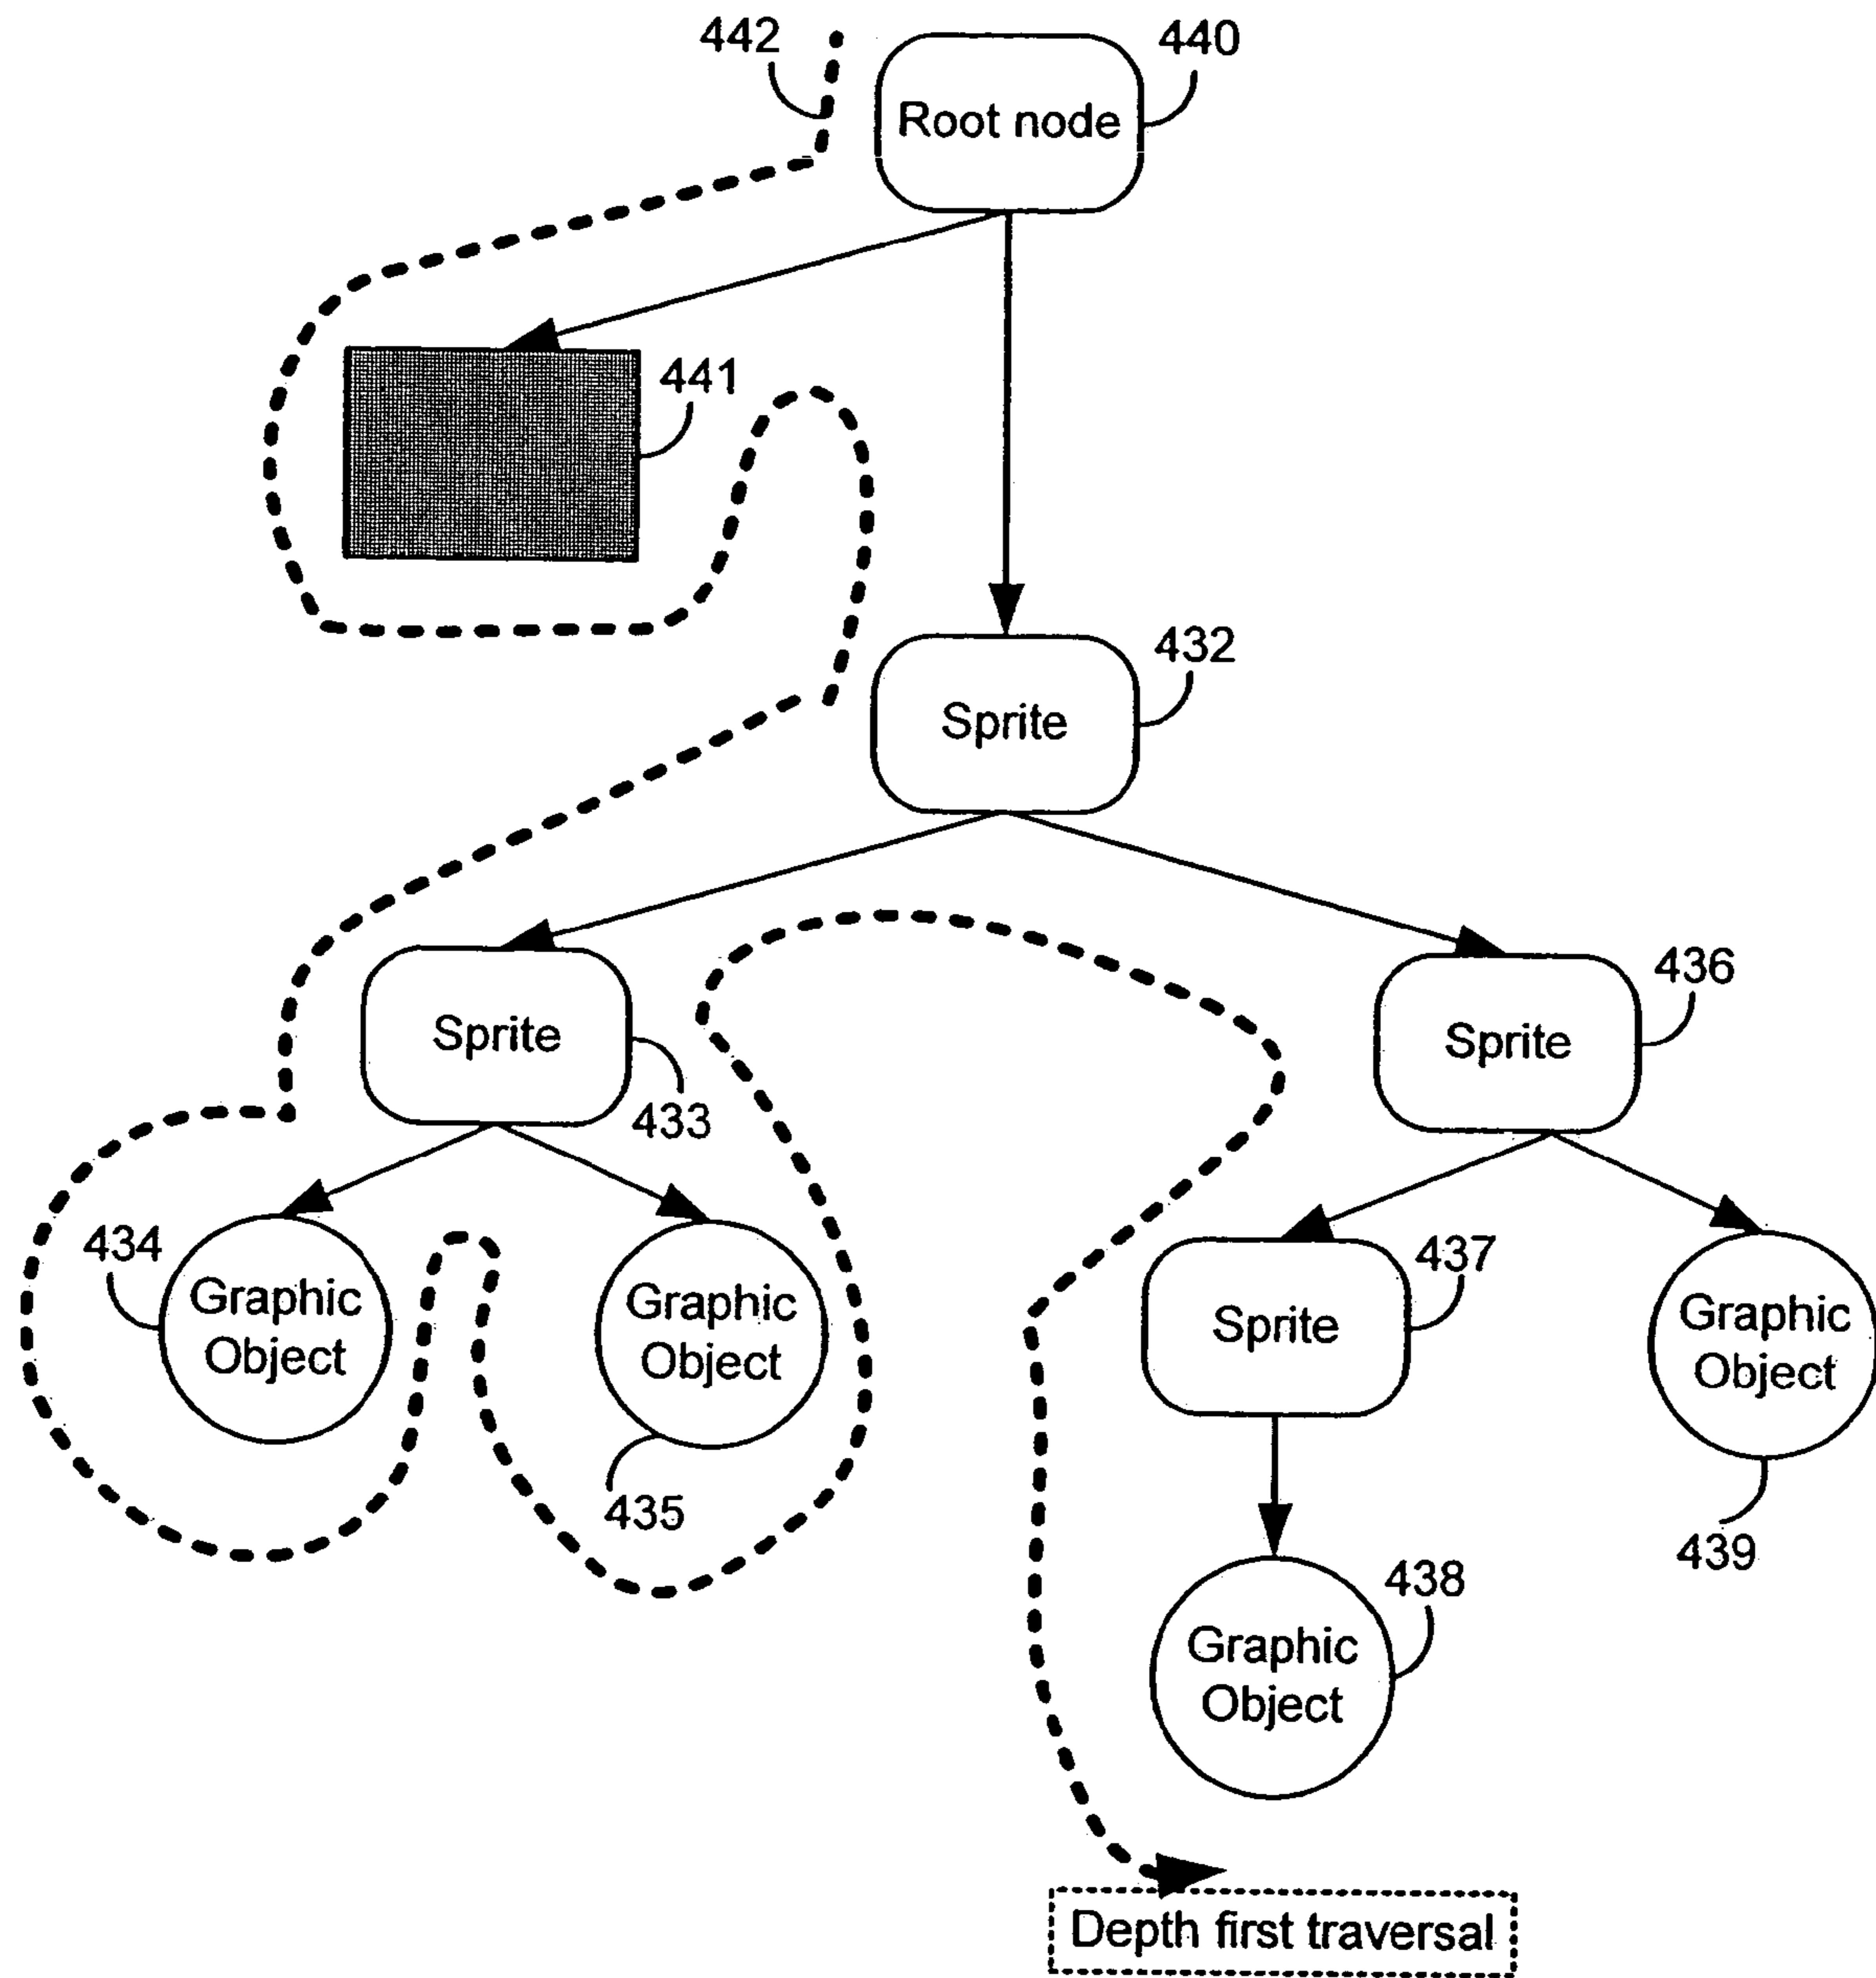 442
440
Root node
441
432
Sprite
436
Sprite
Sprite
433
434
437
Graphic
Object
Graphic
Object
Sprite
Graphic
Object
435
439
438
Graphic
Object
Depth first traversal